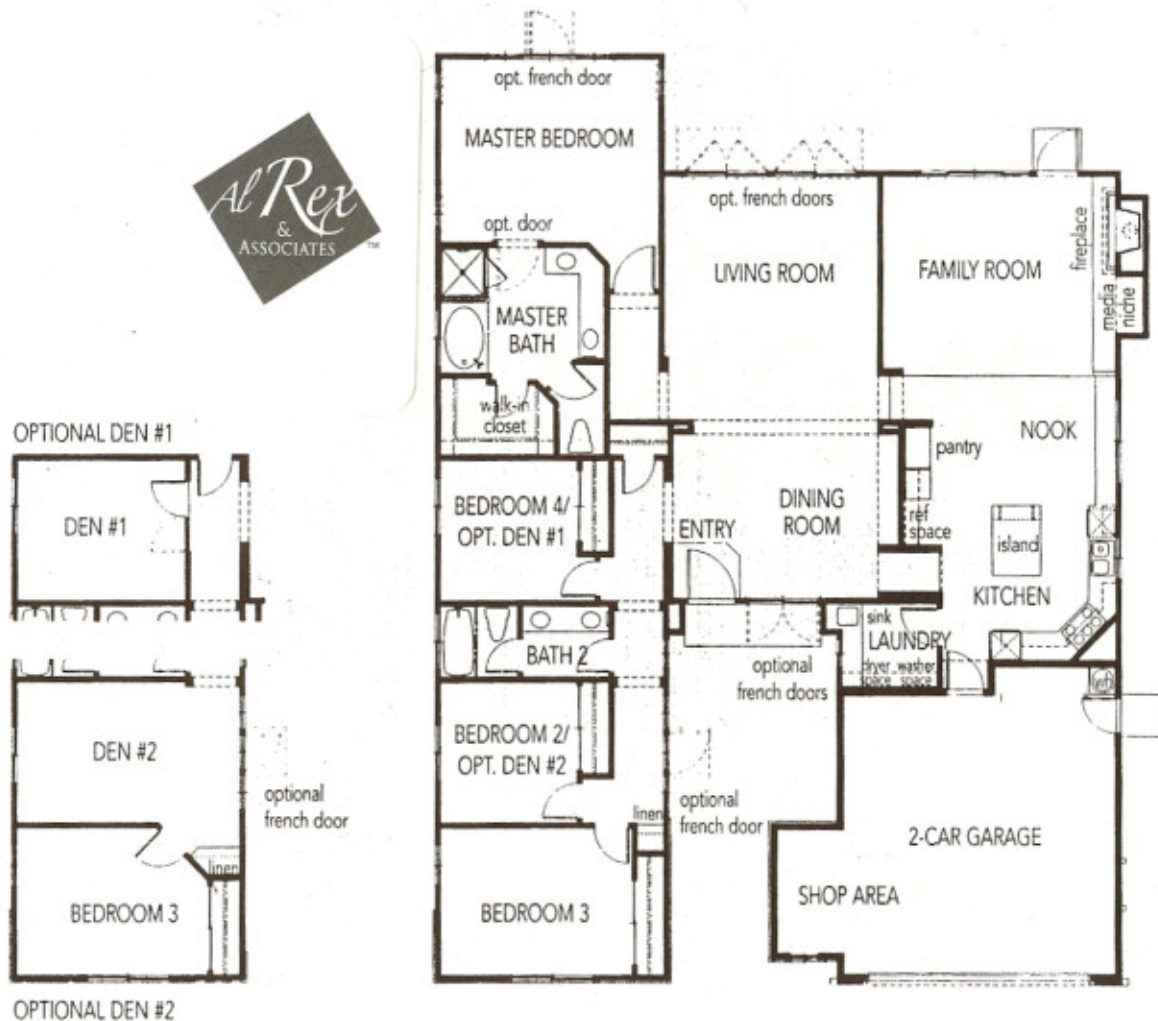 opt. french door
MASTER BEDROOM
Al Rex
&
ASSOCIATES
™
opt. door
opt. french doors
LIVING ROOM
FAMILY ROOM
fireplace
media
niche
MASTER
BATH
walk-in
closet
NOOK
pantry
ref
space
island
KITCHEN
DINING
ROOM
ENTRY
BEDROOM 4/
OPT. DEN #1
BATH 2
sink
LAUNDRY
dryer
space
washer
space
optional
french doors
BEDROOM 2/
OPT. DEN #2
linen
optional
french door
BEDROOM 3
2-CAR GARAGE
SHOP AREA
OPTIONAL DEN #1
DEN #1
DEN #2
optional
french door
linen
BEDROOM 3
OPTIONAL DEN #2